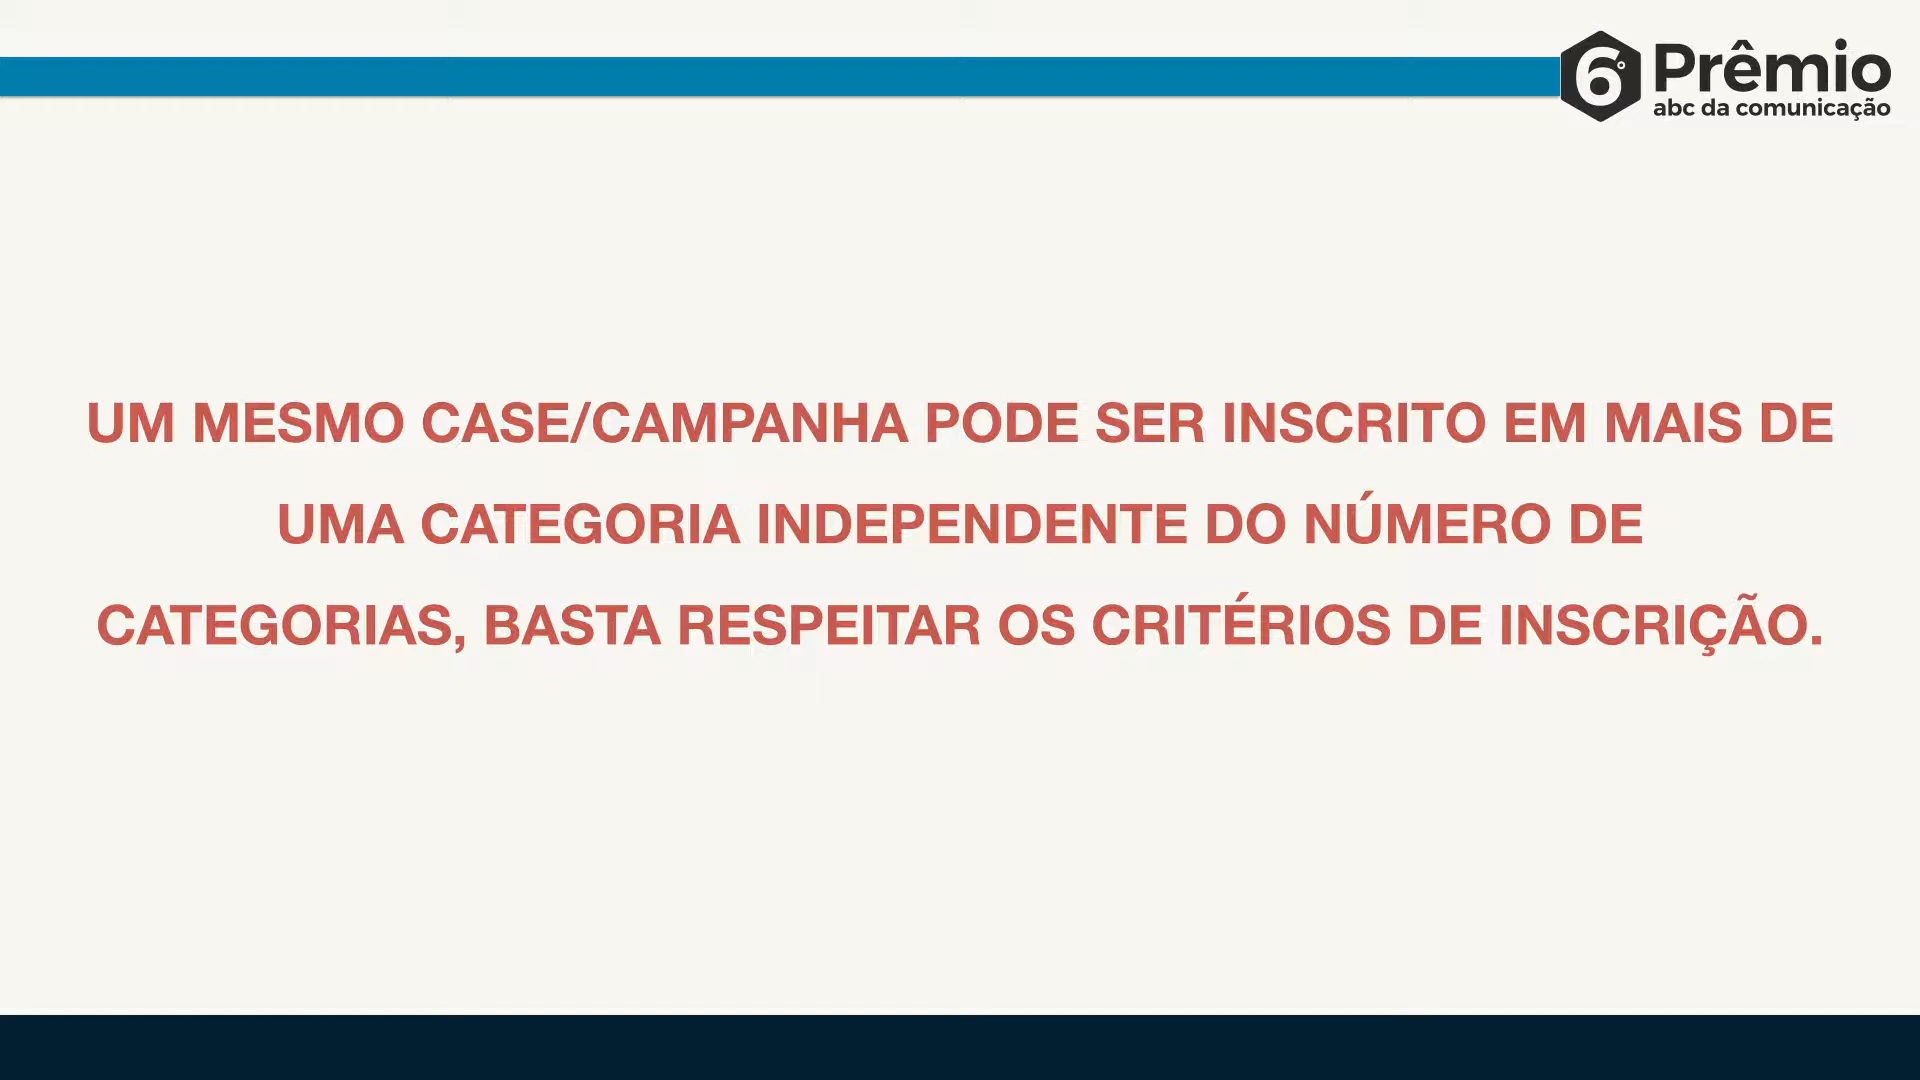 6º Prêmio
abc da comunicação
UM MESMO CASE/CAMPANHA PODE SER INSCRITO EM MAIS DE
UMA CATEGORIA INDEPENDENTE DO NÚMERO DE
CATEGORIAS, BASTA RESPEITAR OS CRITÉRIOS DE INSCRIÇÃO.